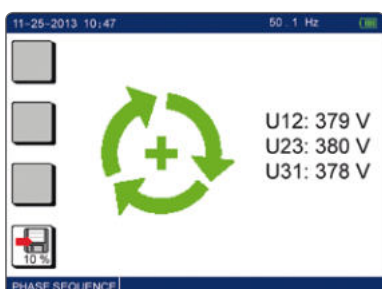 11-25-2013 10:47 50.1 Hz
U12: 379 V
U23: 380 V
U31: 378 V
10 %
PHASE SEQUENCE